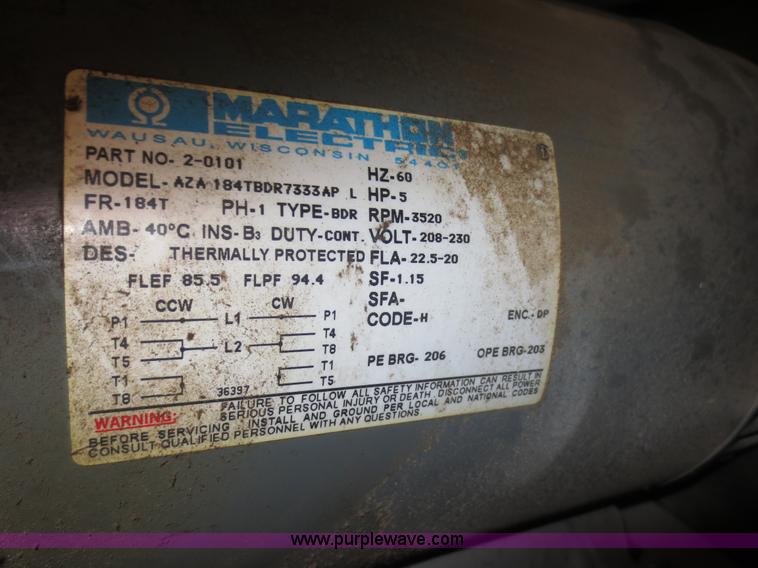 MARATHON
ELECTRIC
WAUSAU, WISCONSIN 54401
PART NO- 2-0101
HZ-60
MODEL- AZA 184TBDR7333AP L
HP-5
FR-184T PH-1 TYPE-BDR
RPM-3520
AMB- 40°C INS-B3 DUTY-CONT.
VOLT-208-230
DES- THERMALLY PROTECTED
FLA-22.5-20
FLEF 85.5 FLPF 94.4
SF-1.15
CCW CW
SFA-
P1 L1 P1
CODE-H ENC.-DP
T4 T4
L2 T8
T5
T1 T1
PE BRG- 206 OPE BRG-203
T8 36397 T5
WARNING: FAILURE TO FOLLOW ALL SAFETY INFORMATION CAN RESULT IN
SERIOUS PERSONAL INJURY OR DEATH. DISCONNECT ALL POWER
BEFORE SERVICING. INSTALL AND GROUND PER LOCAL AND NATIONAL CODES
CONSULT QUALIFIED PERSONNEL WITH ANY QUESTIONS.
www.purplewave.com